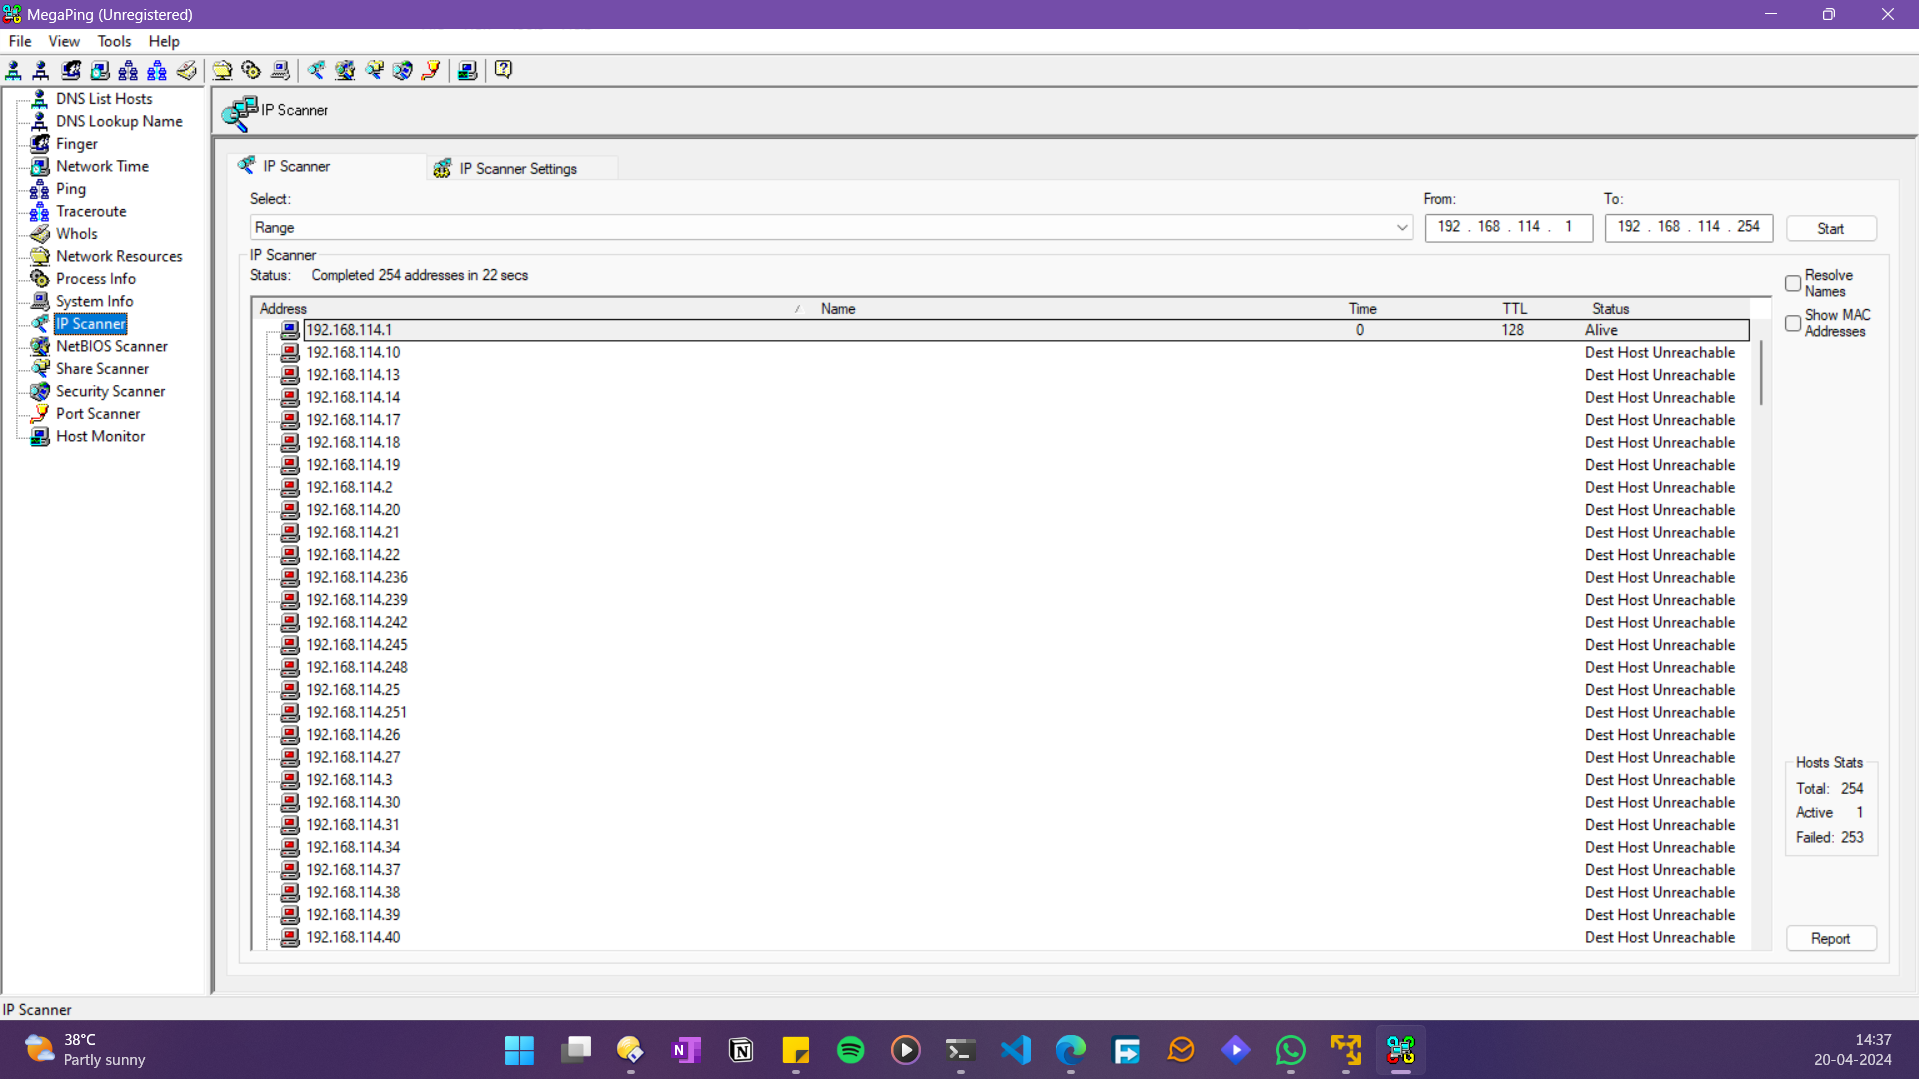 MegaPing (Unregistered)
File View Tools Help
DNS List Hosts
DNS Lookup Name
Finger
Network Time
Ping
Traceroute
WhoIs
Network Resources
Process Info
System Info
IP Scanner
NetBIOS Scanner
Share Scanner
Security Scanner
Port Scanner
Host Monitor
IP Scanner
IP Scanner IP Scanner Settings
Select: From: To:
Range 192 . 168 . 114 . 1 192 . 168 . 114 . 254 Start
IP Scanner
Status: Completed 254 addresses in 22 secs
Resolve
Names
Show MAC
Addresses
Address Name Time TTL Status
192.168.114.1 0 128 Alive
192.168.114.10 Dest Host Unreachable
192.168.114.13 Dest Host Unreachable
192.168.114.14 Dest Host Unreachable
192.168.114.17 Dest Host Unreachable
192.168.114.18 Dest Host Unreachable
192.168.114.19 Dest Host Unreachable
192.168.114.2 Dest Host Unreachable
192.168.114.20 Dest Host Unreachable
192.168.114.21 Dest Host Unreachable
192.168.114.22 Dest Host Unreachable
192.168.114.236 Dest Host Unreachable
192.168.114.239 Dest Host Unreachable
192.168.114.242 Dest Host Unreachable
192.168.114.245 Dest Host Unreachable
192.168.114.248 Dest Host Unreachable
192.168.114.25 Dest Host Unreachable
192.168.114.251 Dest Host Unreachable
192.168.114.26 Dest Host Unreachable
192.168.114.27 Dest Host Unreachable
192.168.114.3 Dest Host Unreachable
192.168.114.30 Dest Host Unreachable
192.168.114.31 Dest Host Unreachable
192.168.114.34 Dest Host Unreachable
192.168.114.37 Dest Host Unreachable
192.168.114.38 Dest Host Unreachable
192.168.114.39 Dest Host Unreachable
192.168.114.40 Dest Host Unreachable
Hosts Stats
Total: 254
Active 1
Failed: 253
Report
IP Scanner
38°C
Partly sunny
14:37
20-04-2024